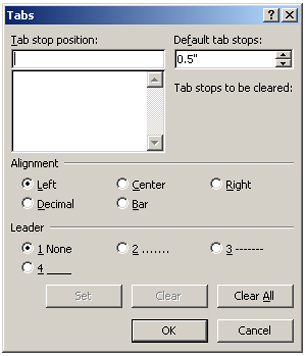 Tabs
Tab stop position:
Default tab stops:
0.5"
Tab stops to be cleared:
Alignment
Left Center Right
Decimal Bar
Leader
1 None 2 ....... 3 -------
4 ____
Set Clear Clear All
OK Cancel